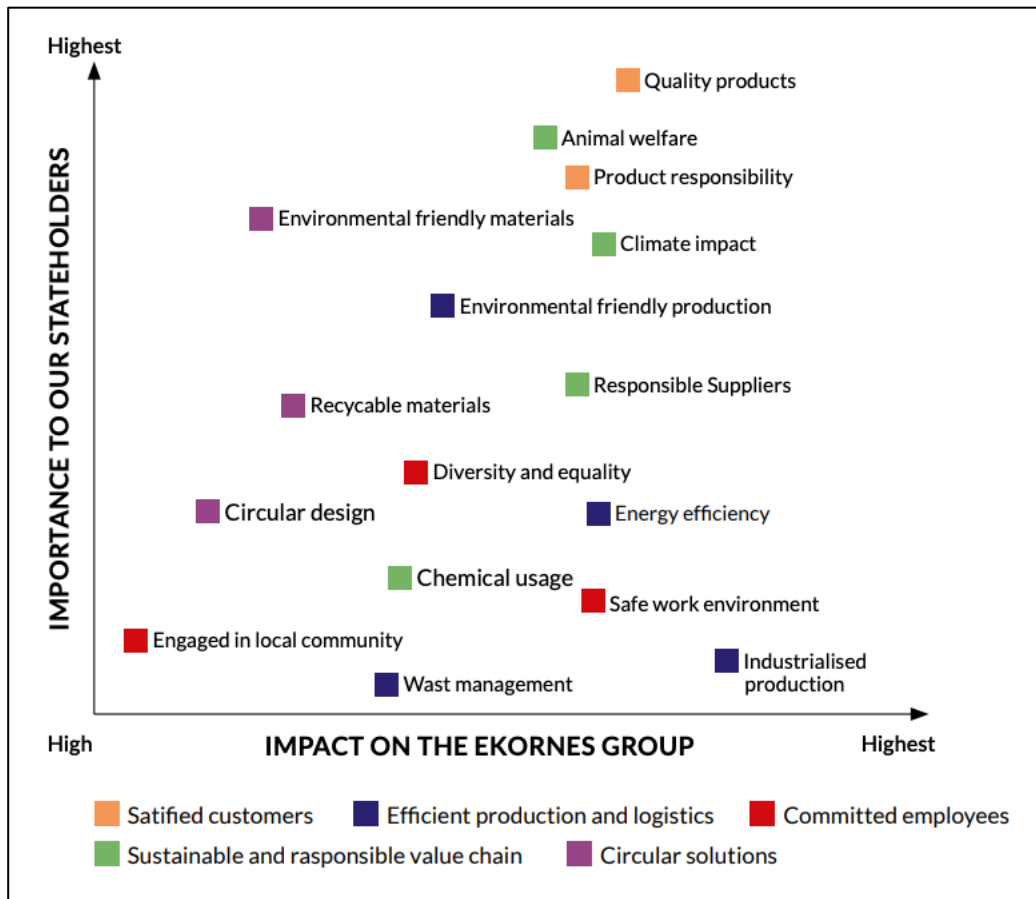 Highest
Quality products
Animal welfare
Product responsibility
Environmental friendly materials
Climate impact
Environmental friendly production
Responsible Suppliers
Recycable materials
Diversity and equality
Circular design
Energy efficiency
Chemical usage
Safe work environment
Engaged in local community
Industrialised
production
Wast management
IMPORTANCE TO OUR STATEHOLDERS
High
IMPACT ON THE EKORNES GROUP
Highest
Satified customers
Efficient production and logistics
Committed employees
Sustainable and rasponsible value chain
Circular solutions